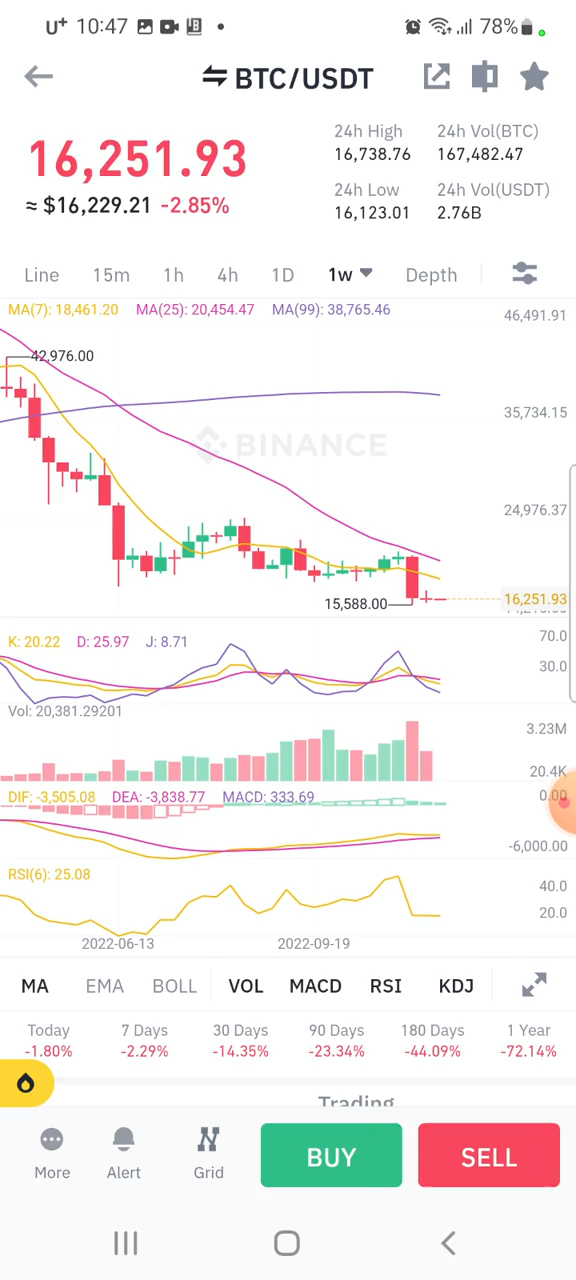 U+ 10:47 78%
BTC/USDT
16,251.93
≈ $16,229.21 -2.85%
24h High
16,738.76
24h Vol(BTC)
167,482.47
24h Low
16,123.01
24h Vol(USDT)
2.76B
Line 15m 1h 4h 1D 1w Depth
MA(7): 18,461.20 MA(25): 20,454.47 MA(99): 38,765.46
46,491.91
42,976.00
35,734.15
BINANCE
24,976.37
15,588.00
16,251.93
K: 20.22 D: 25.97 J: 8.71
70.0
30.0
Vol: 20,381.29201
3.23M
20.4K
DIF: -3,505.08 DEA: -3,838.77 MACD: 333.69
0.00
-6,000.00
RSI(6): 25.08
40.0
20.0
2022-06-13 2022-09-19
MA EMA BOLL VOL MACD RSI KDJ
Today 7 Days 30 Days 90 Days 180 Days 1 Year
-1.80% -2.29% -14.35% -23.34% -44.09% -72.14%
Trading
More Alert Grid BUY SELL